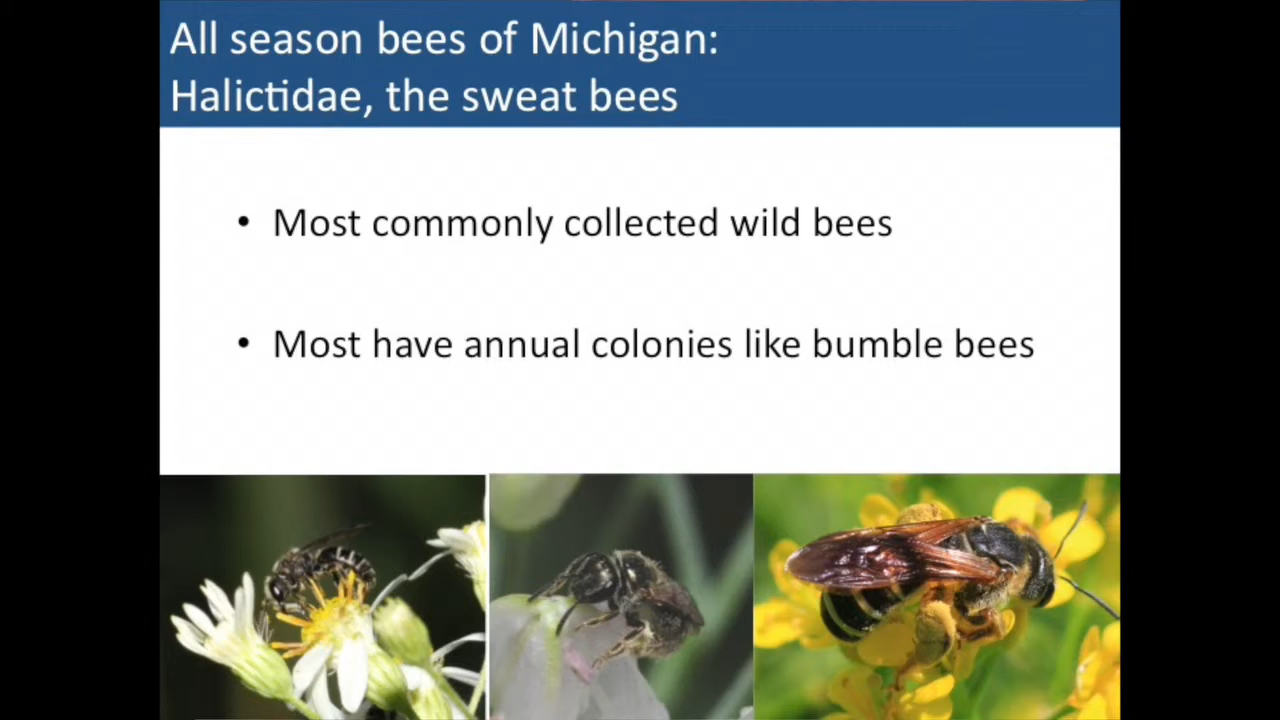 All season bees of Michigan:
Halictidae, the sweat bees
• Most commonly collected wild bees
• Most have annual colonies like bumble bees